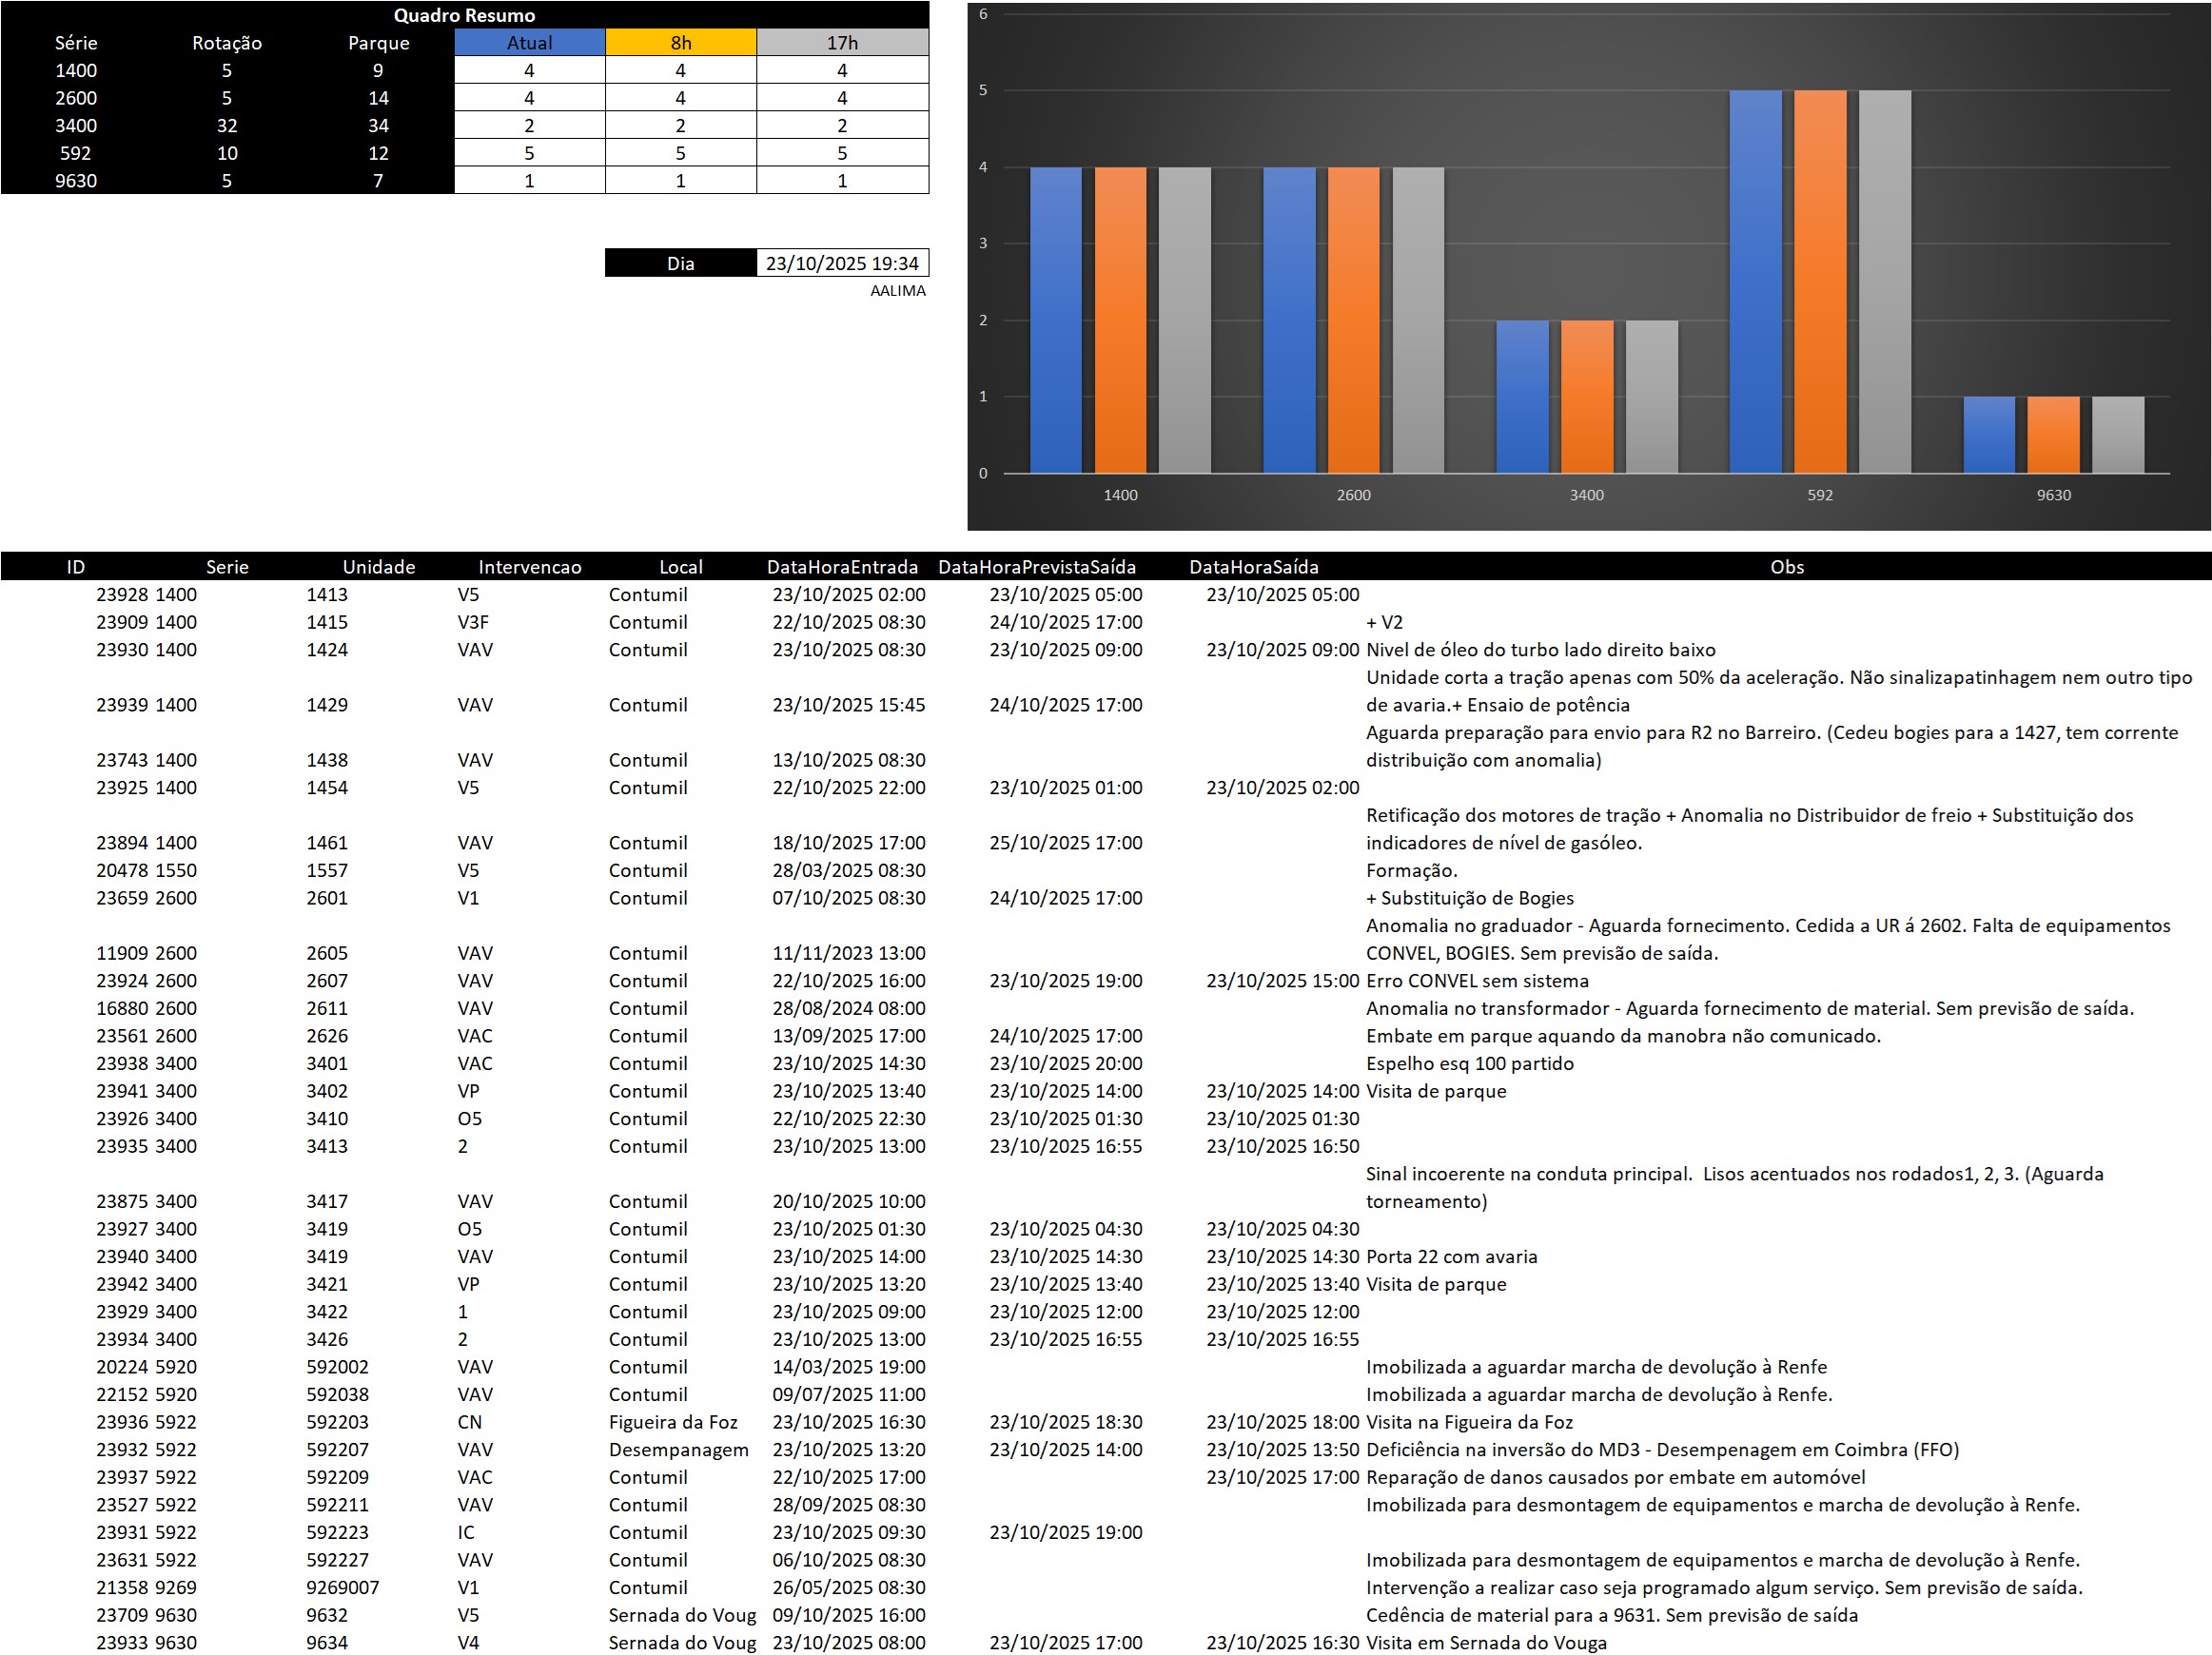 Quadro Resumo
Série Rotação Parque Atual 8h 17h
1400 5 9 4 4 4
2600 5 14 4 4 4
3400 32 34 2 2 2
592 10 12 5 5 5
9630 5 7 1 1 1
Dia 23/10/2025 19:34
AALIMA
6
5
4
3
2
1
0
1400 2600 3400 592 9630
ID Serie Unidade Intervencao Local DataHoraEntrada DataHoraPrevistaSaída DataHoraSaída Obs
23928 1400 1413 V5 Contumil 23/10/2025 02:00 23/10/2025 05:00 23/10/2025 05:00
23909 1400 1415 V3F Contumil 22/10/2025 08:30 24/10/2025 17:00 + V2
23930 1400 1424 VAV Contumil 23/10/2025 08:30 23/10/2025 09:00 23/10/2025 09:00 Nivel de óleo do turbo lado direito baixo
Unidade corta a tração apenas com 50% da aceleração. Não sinalizapatinhagem nem outro tipo
23939 1400 1429 VAV Contumil 23/10/2025 15:45 24/10/2025 17:00 de avaria.+ Ensaio de potência
Aguarda preparação para envio para R2 no Barreiro. (Cedeu bogies para a 1427, tem corrente
23743 1400 1438 VAV Contumil 13/10/2025 08:30 distribuição com anomalia)
23925 1400 1454 V5 Contumil 22/10/2025 22:00 23/10/2025 01:00 23/10/2025 02:00
Retificação dos motores de tração + Anomalia no Distribuidor de freio + Substituição dos
23894 1400 1461 VAV Contumil 18/10/2025 17:00 25/10/2025 17:00 indicadores de nível de gasóleo.
20478 1550 1557 V5 Contumil 28/03/2025 08:30 Formação.
23659 2600 2601 V1 Contumil 07/10/2025 08:30 24/10/2025 17:00 + Substituição de Bogies
Anomalia no graduador - Aguarda fornecimento. Cedida a UR á 2602. Falta de equipamentos
11909 2600 2605 VAV Contumil 11/11/2023 13:00 CONVEL, BOGIES. Sem previsão de saída.
23924 2600 2607 VAV Contumil 22/10/2025 16:00 23/10/2025 19:00 23/10/2025 15:00 Erro CONVEL sem sistema
16880 2600 2611 VAV Contumil 28/08/2024 08:00 Anomalia no transformador - Aguarda fornecimento de material. Sem previsão de saída.
23561 2600 2626 VAC Contumil 13/09/2025 17:00 24/10/2025 17:00 Embate em parque aquando da manobra não comunicado.
23938 3400 3401 VAC Contumil 23/10/2025 14:30 23/10/2025 20:00 Espelho esq 100 partido
23941 3400 3402 VP Contumil 23/10/2025 13:40 23/10/2025 14:00 23/10/2025 14:00 Visita de parque
23926 3400 3410 O5 Contumil 22/10/2025 22:30 23/10/2025 01:30 23/10/2025 01:30
23935 3400 3413 2 Contumil 23/10/2025 13:00 23/10/2025 16:55 23/10/2025 16:50
Sinal incoerente na conduta principal.  Lisos acentuados nos rodados1, 2, 3. (Aguarda
23875 3400 3417 VAV Contumil 20/10/2025 10:00 torneamento)
23927 3400 3419 O5 Contumil 23/10/2025 01:30 23/10/2025 04:30 23/10/2025 04:30
23940 3400 3419 VAV Contumil 23/10/2025 14:00 23/10/2025 14:30 23/10/2025 14:30 Porta 22 com avaria
23942 3400 3421 VP Contumil 23/10/2025 13:20 23/10/2025 13:40 23/10/2025 13:40 Visita de parque
23929 3400 3422 1 Contumil 23/10/2025 09:00 23/10/2025 12:00 23/10/2025 12:00
23934 3400 3426 2 Contumil 23/10/2025 13:00 23/10/2025 16:55 23/10/2025 16:55
20224 5920 592002 VAV Contumil 14/03/2025 19:00 Imobilizada a aguardar marcha de devolução à Renfe
22152 5920 592038 VAV Contumil 09/07/2025 11:00 Imobilizada a aguardar marcha de devolução à Renfe.
23936 5922 592203 CN Figueira da Foz 23/10/2025 16:30 23/10/2025 18:30 23/10/2025 18:00 Visita na Figueira da Foz
23932 5922 592207 VAV Desempanagem 23/10/2025 13:20 23/10/2025 14:00 23/10/2025 13:50 Deficiência na inversão do MD3 - Desempenagem em Coimbra (FFO)
23937 5922 592209 VAC Contumil 22/10/2025 17:00 23/10/2025 17:00 Reparação de danos causados por embate em automóvel
23527 5922 592211 VAV Contumil 28/09/2025 08:30 Imobilizada para desmontagem de equipamentos e marcha de devolução à Renfe.
23931 5922 592223 IC Contumil 23/10/2025 09:30 23/10/2025 19:00
23631 5922 592227 VAV Contumil 06/10/2025 08:30 Imobilizada para desmontagem de equipamentos e marcha de devolução à Renfe.
21358 9269 9269007 V1 Contumil 26/05/2025 08:30 Intervenção a realizar caso seja programado algum serviço. Sem previsão de saída.
23709 9630 9632 V5 Sernada do Voug 09/10/2025 16:00 Cedência de material para a 9631. Sem previsão de saída
23933 9630 9634 V4 Sernada do Voug 23/10/2025 08:00 23/10/2025 17:00 23/10/2025 16:30 Visita em Sernada do Vouga